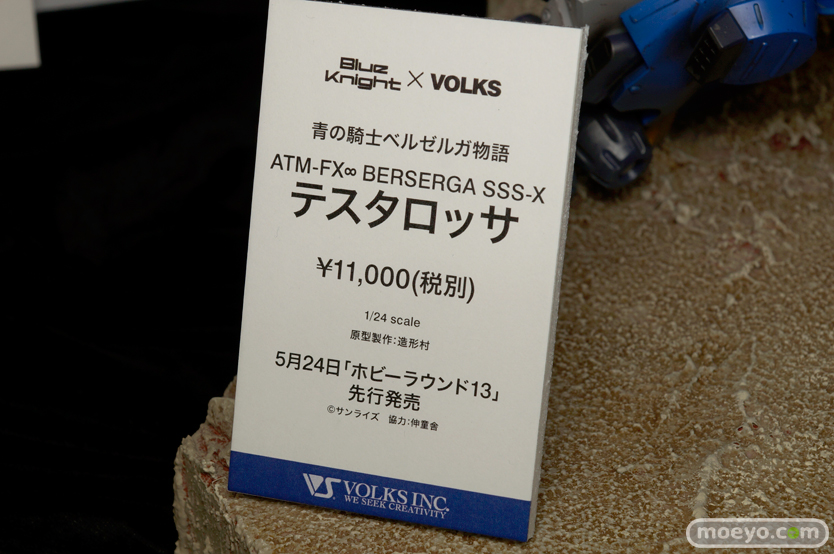 Blue
Knight × VOLKS
青の騎士ベルゼルガ物語
ATM-FX∞ BERSERGA SSS-X
テスタロッサ
¥11,000(税別)
1/24 scale
原型製作:造形村
5月24日「ホビーラウンド13」
先行発売
©サンライズ 協力:伸童舎
VS. VOLKS INC.
WE SEEK CREATIVITY
moeyo.com